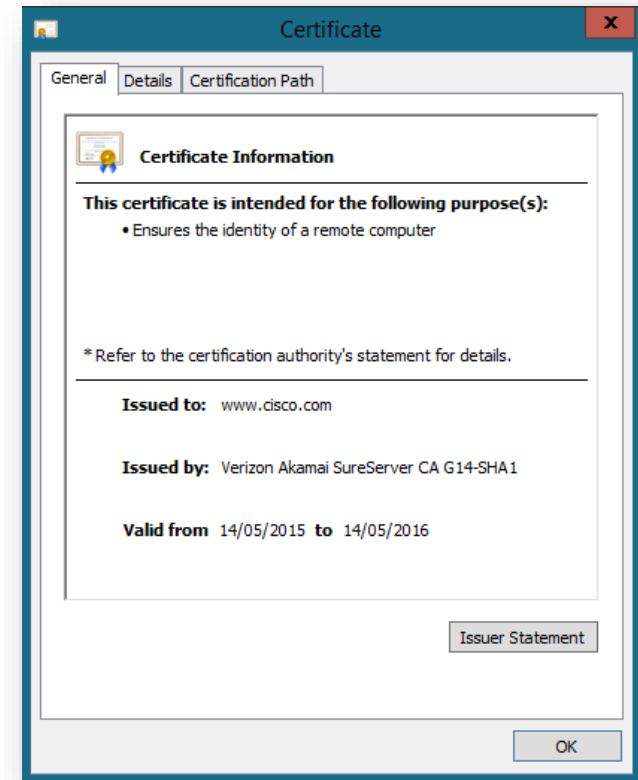 Certificate
x
General Details Certification Path
Certificate Information
This certificate is intended for the following purpose(s):
• Ensures the identity of a remote computer
* Refer to the certification authority's statement for details.
Issued to: www.cisco.com
Issued by: Verizon Akamai SureServer CA G14-SHA1
Valid from 14/05/2015 to 14/05/2016
Issuer Statement
OK